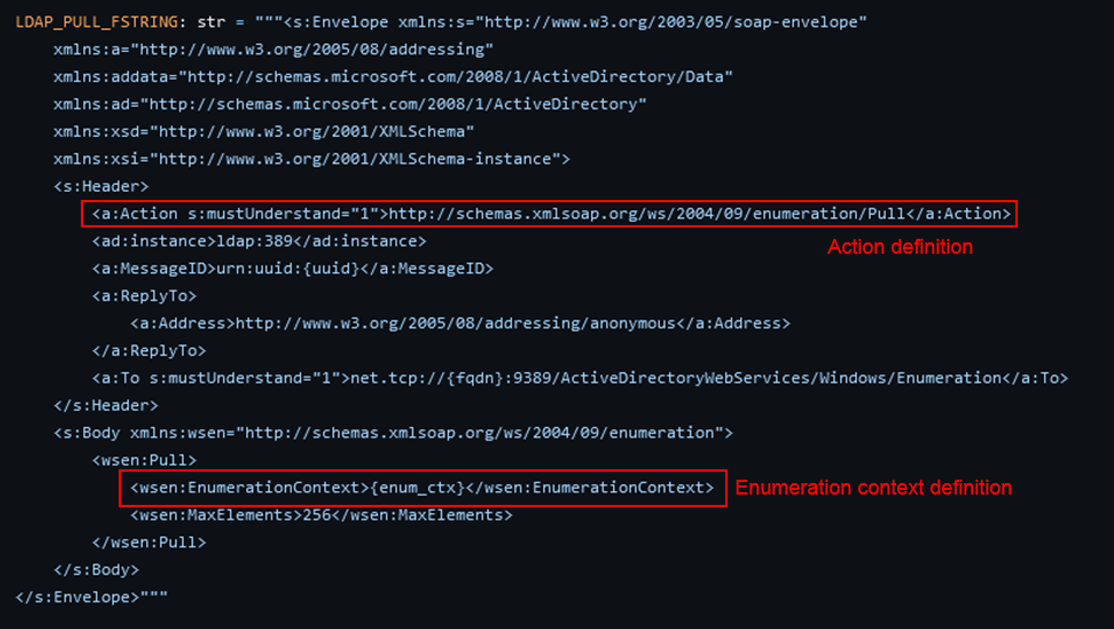 LDAP_PULL_FSTRING: str = """<s:Envelope xmlns:s="http://www.w3.org/2003/05/soap-envelope"
xmlns:a="http://www.w3.org/2005/08/addressing"
xmlns:addata="http://schemas.microsoft.com/2008/1/ActiveDirectory/Data"
xmlns:ad="http://schemas.microsoft.com/2008/1/ActiveDirectory"
xmlns:xsd="http://www.w3.org/2001/XMLSchema"
xmlns:xsi="http://www.w3.org/2001/XMLSchema-instance">
<s:Header>
<a:Action s:mustUnderstand="1">http://schemas.xmlsoap.org/ws/2004/09/enumeration/Pull</a:Action>
Action definition
<ad:instance>ldap:389</ad:instance>
<a:MessageID>urn:uuid:{uuid}</a:MessageID>
<a:ReplyTo>
<a:Address>http://www.w3.org/2005/08/addressing/anonymous</a:Address>
</a:ReplyTo>
<a:To s:mustUnderstand="1">net.tcp://{fqdn}:9389/ActiveDirectoryWebServices/Windows/Enumeration</a:To>
</s:Header>
<s:Body xmlns:wsen="http://schemas.xmlsoap.org/ws/2004/09/enumeration">
<wsen:Pull>
<wsen:EnumerationContext>{enum_ctx}</wsen:EnumerationContext> Enumeration context definition
<wsen:MaxElements>256</wsen:MaxElements>
</wsen:Pull>
</s:Body>
</s:Envelope>"""